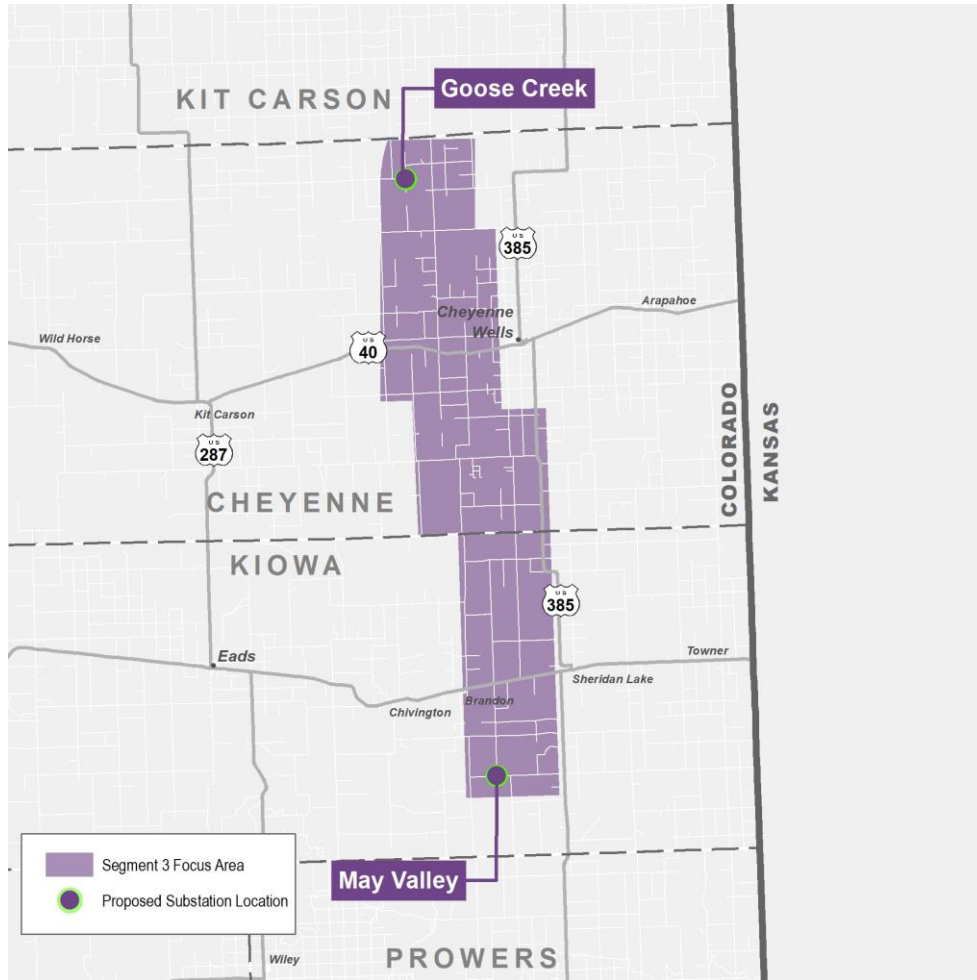 KIT CARSON
Goose Creek
US
385
Cheyenne
Wells
Arapahoe
Wild Horse
US
40
Kit Carson
US
287
CHEYENNE
COLORADO
KANSAS
KIOWA
US
385
Eads
Towner
Sheridan Lake
Brandon
Chivington
Segment 3 Focus Area
Proposed Substation Location
May Valley
Wiley
PROWERS